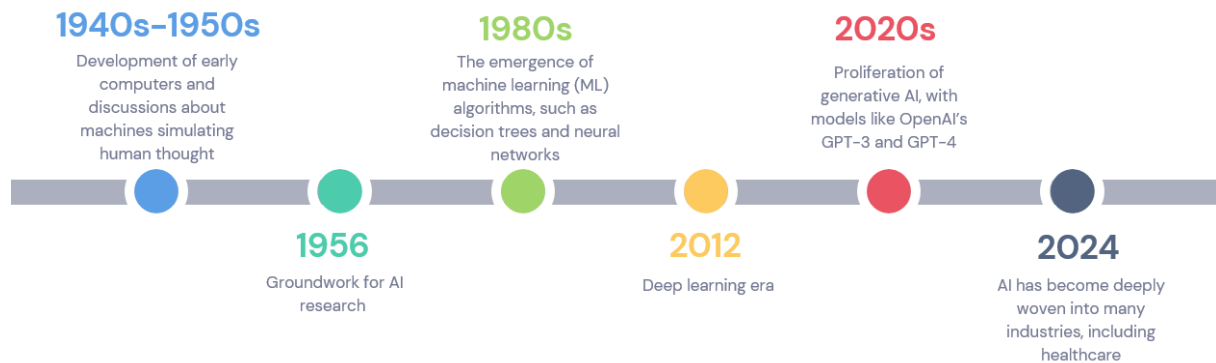 1940s-1950s
Development of early
computers and
discussions about
machines simulating
human thought
1956
Groundwork for AI
research
1980s
The emergence of
machine learning (ML)
algorithms, such as
decision trees and neural
networks
2012
Deep learning era
2020s
Proliferation of
generative AI, with
models like OpenAI's
GPT-3 and GPT-4
2024
AI has become deeply
woven into many
industries, including
healthcare